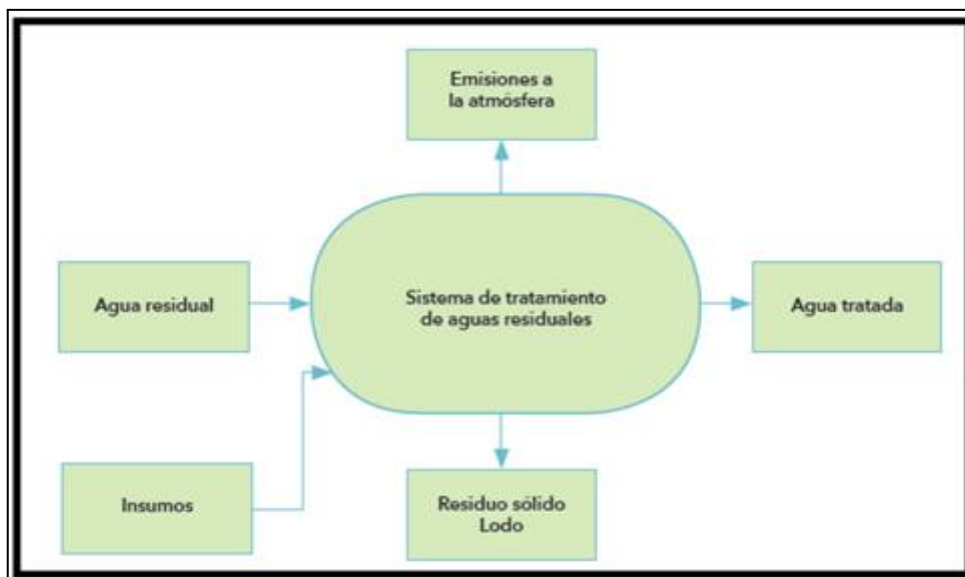 Emisiones a
la atmósfera
Agua residual
Sistema de tratamiento
de aguas residuales
Agua tratada
Insumos
Residuo sólido
Lodo